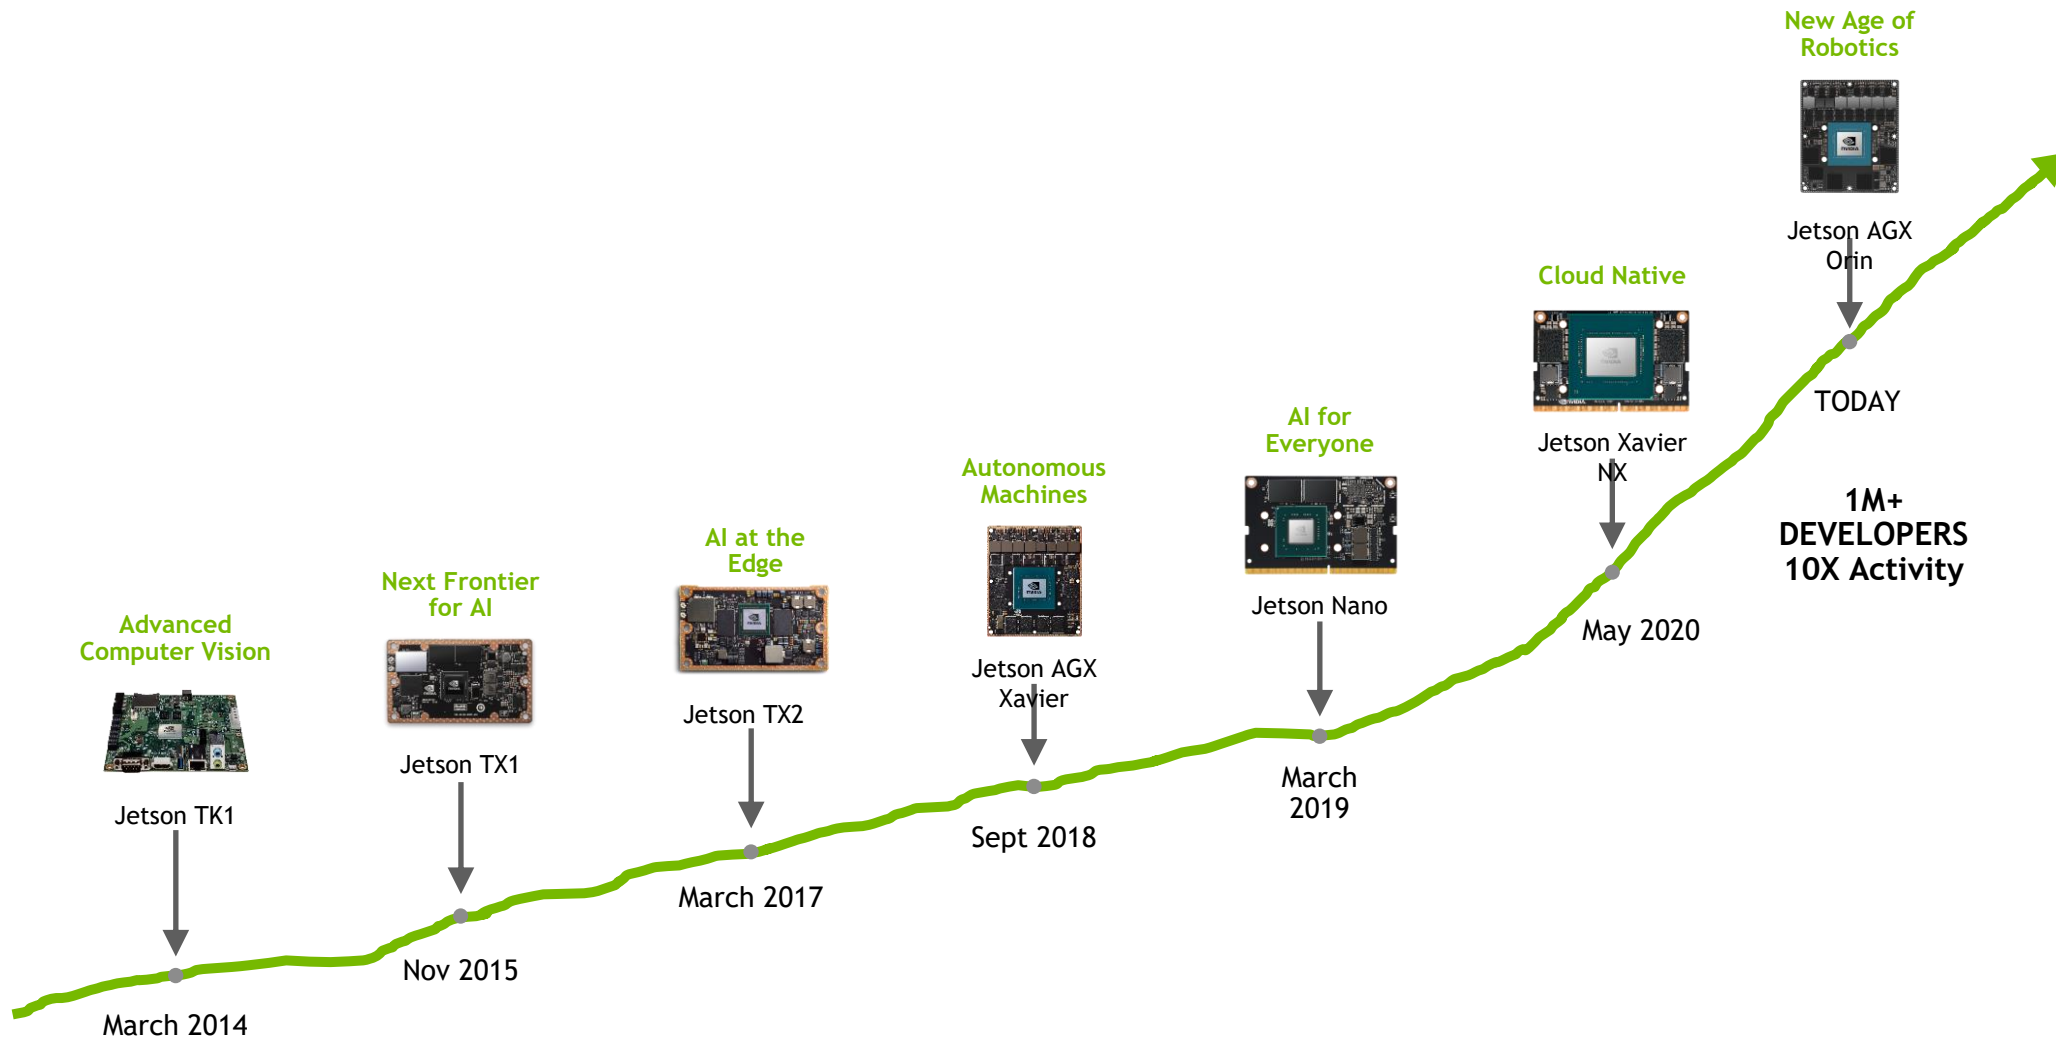 Advanced
Computer Vision
Jetson TK1
March 2014
Next Frontier
for AI
Jetson TX1
Nov 2015
AI at the
Edge
Jetson TX2
March 2017
Autonomous
Machines
Jetson AGX
Xavier
Sept 2018
AI for
Everyone
Jetson Nano
March
2019
Cloud Native
Jetson Xavier
NX
May 2020
New Age of
Robotics
NVIDIA
Jetson AGX
Orin
TODAY
1M+
DEVELOPERS
10X Activity